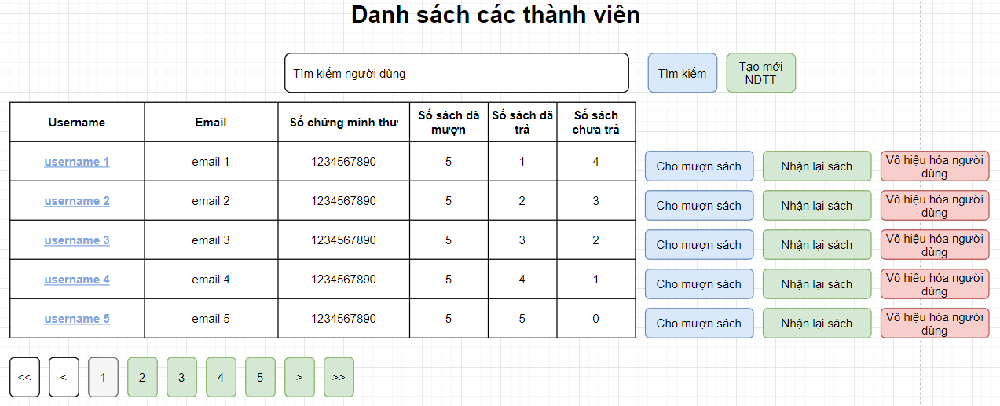 Danh sách các thành viên
Tìm kiếm người dùng
Tìm kiếm
Tạo mới
NDTT
Username
Email
Số chứng minh thư
Số sách đã
mượn
Số sách đã
trả
Số sách
chưa trả
username 1
email 1
1234567890
5
1
4
Cho mượn sách
Nhận lại sách
Vô hiệu hóa người
dùng
username 2
email 2
1234567890
5
2
3
Cho mượn sách
Nhận lại sách
Vô hiệu hóa người
dùng
username 3
email 3
1234567890
5
3
2
Cho mượn sách
Nhận lại sách
Vô hiệu hóa người
dùng
username 4
email 4
1234567890
5
4
1
Cho mượn sách
Nhận lại sách
Vô hiệu hóa người
dùng
username 5
email 5
1234567890
5
5
0
Cho mượn sách
Nhận lại sách
Vô hiệu hóa người
dùng
<<
<
1
2
3
4
5
>
>>